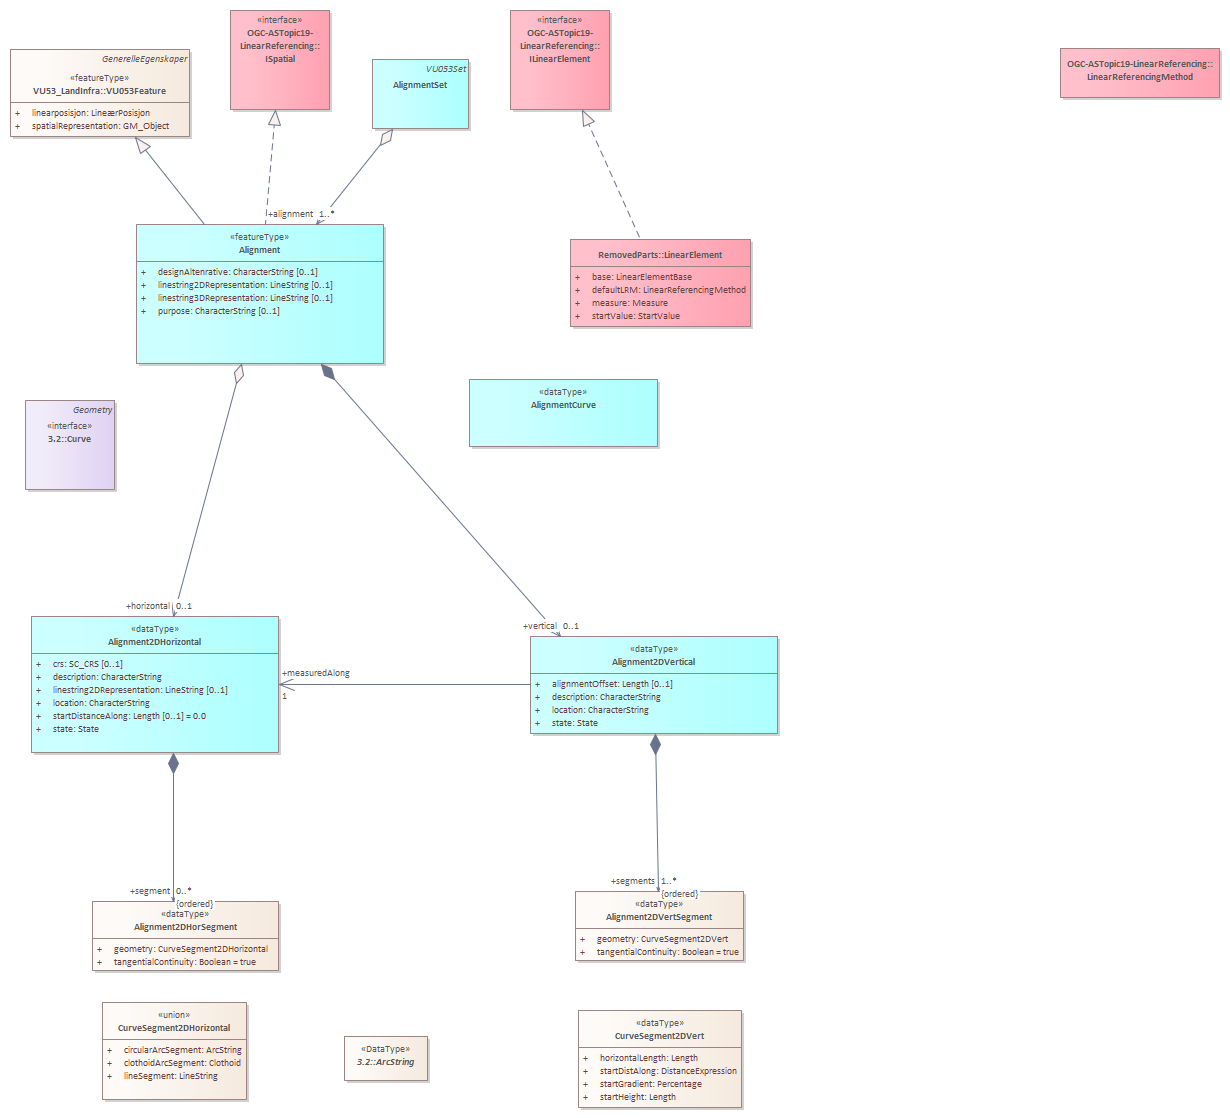 «interface»
OGC-ASTopic19-
LinearReferencing::
ISpatial
«interface»
OGC-ASTopic19-
LinearReferencing::
ILinearElement
GenerelleEgenskaper
«featureType»
VU53_LandInfra::VU053Feature
+ linearposisjon: LineærPosisjon
+ spatialRepresentation: GM_Object
VU053Set
AlignmentSet
OGC-ASTopic19-LinearReferencing::
LinearReferencingMethod
+alignment 1..*
«featureType»
Alignment
+ designAltenrative: CharacterString [0..1]
+ linestring2DRepresentation: LineString [0..1]
+ linestring3DRepresentation: LineString [0..1]
+ purpose: CharacterString [0..1]
RemovedParts::LinearElement
+ base: LinearElementBase
+ defaultLRM: LinearReferencingMethod
+ measure: Measure
+ startValue: StartValue
«dataType»
AlignmentCurve
Geometry
«interface»
3.2::Curve
+horizontal 0..1
+vertical 0..1
«dataType»
Alignment2DHorizontal
+ crs: SC_CRS [0..1]
+ description: CharacterString
+ linestring2DRepresentation: LineString [0..1]
+ location: CharacterString
+ startDistanceAlong: Length [0..1] = 0.0
+ state: State
+measuredAlong
1
«dataType»
Alignment2DVertical
+ alignmentOffset: Length [0..1]
+ description: CharacterString
+ location: CharacterString
+ state: State
+segment 0..*
{ordered}
«dataType»
Alignment2DHorSegment
+ geometry: CurveSegment2DHorizontal
+ tangentialContinuity: Boolean = true
+segments 1..*
{ordered}
«dataType»
Alignment2DVertSegment
+ geometry: CurveSegment2DVert
+ tangentialContinuity: Boolean = true
«union»
CurveSegment2DHorizontal
+ circularArcSegment: ArcString
+ clothoidArcSegment: Clothoid
+ lineSegment: LineString
«DataType»
3.2::ArcString
«dataType»
CurveSegment2DVert
+ horizontalLength: Length
+ startDistAlong: DistanceExpression
+ startGradient: Percentage
+ startHeight: Length